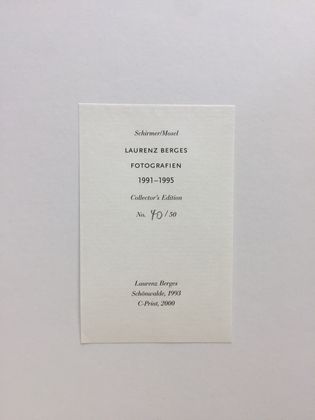 Schirmer/Mosel
LAURENZ BERGES
FOTOGRAFIEN
1991–1995
Collector's Edition
No. 40 / 50
Laurenz Berges
Schönwalde, 1993
C-Print, 2000